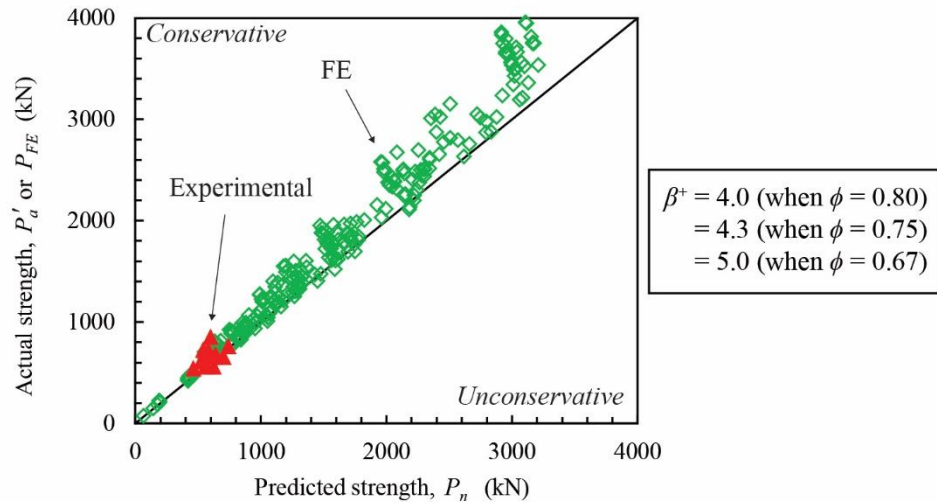 4000
3000
2000
1000
0
Actual strength, P′ₐ or P_FE (kN)
Conservative
FE
Experimental
Unconservative
0 1000 2000 3000 4000
Predicted strength, Pₙ (kN)
β⁺ = 4.0 (when ϕ = 0.80)
= 4.3 (when ϕ = 0.75)
= 5.0 (when ϕ = 0.67)